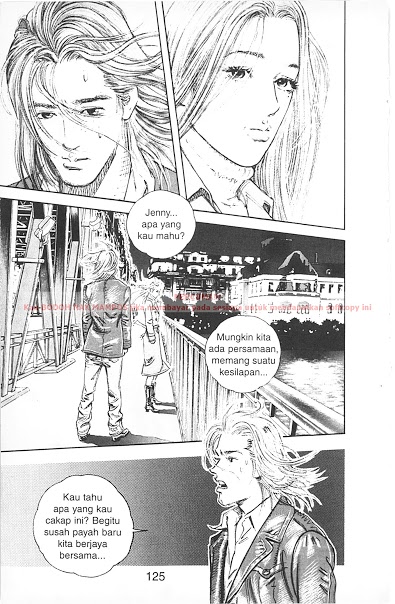 Jenny...
apa yang
kau mahu?
Mungkin kita
ada persamaan,
memang suatu
kesilapan...
Kau tahu
apa yang kau
cakap ini? Begitu
susah payah baru
kita berjaya
bersama...
125